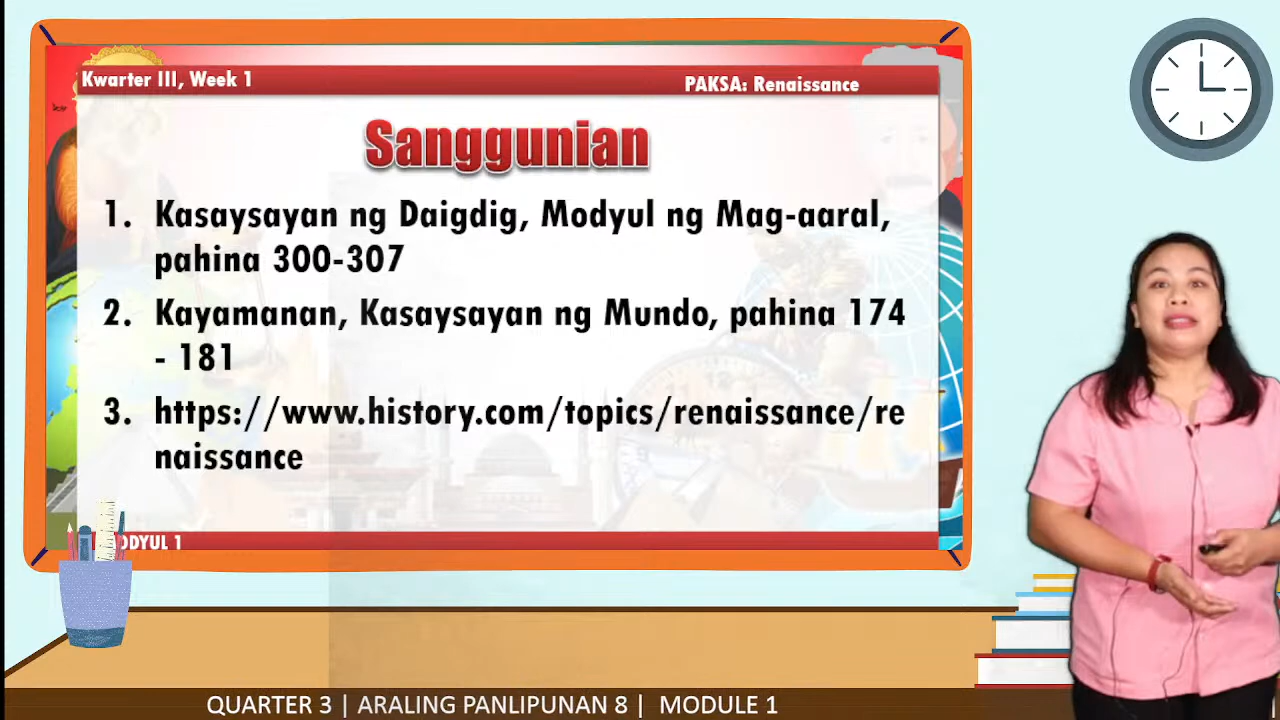 Kwarter III, Week 1
PAKSA: Renaissance
Sanggunian
1. Kasaysayan ng Daigdig, Modyul ng Mag-aaral,
pahina 300-307
2. Kayamanan, Kasaysayan ng Mundo, pahina 174
- 181
3. https://www.history.com/topics/renaissance/re
naissance
ODYUL 1
QUARTER 3 | ARALING PANLIPUNAN 8 | MODULE 1